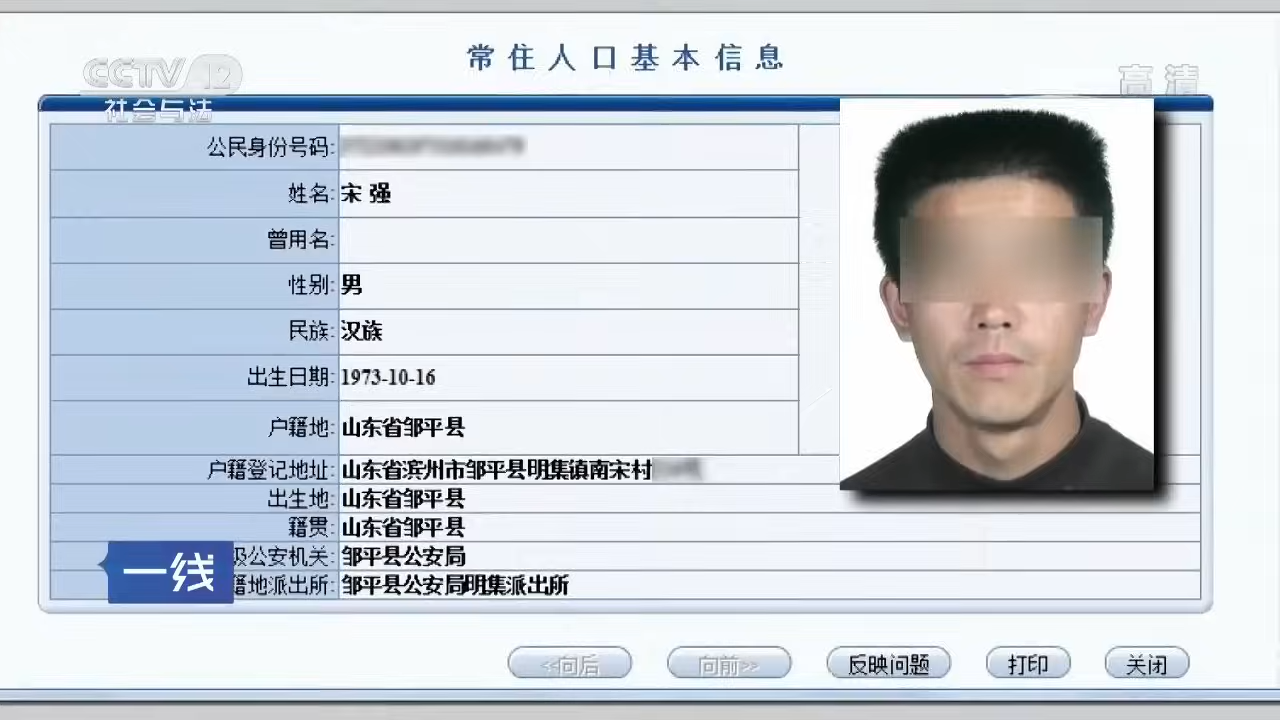 常住人口基本信息
CCTV 12
高清
社会与法
公民身份号码:
姓名: 宋 强
曾用名:
性别: 男
民族: 汉族
出生日期: 1973-10-16
户籍地: 山东省邹平县
户籍登记地址: 山东省滨州市邹平县明集镇南宋村
出生地: 山东省邹平县
籍贯: 山东省邹平县
级公安机关: 邹平县公安局
籍地派出所: 邹平县公安局明集派出所
一线
<<向后 向前>> 反映问题 打印 关闭